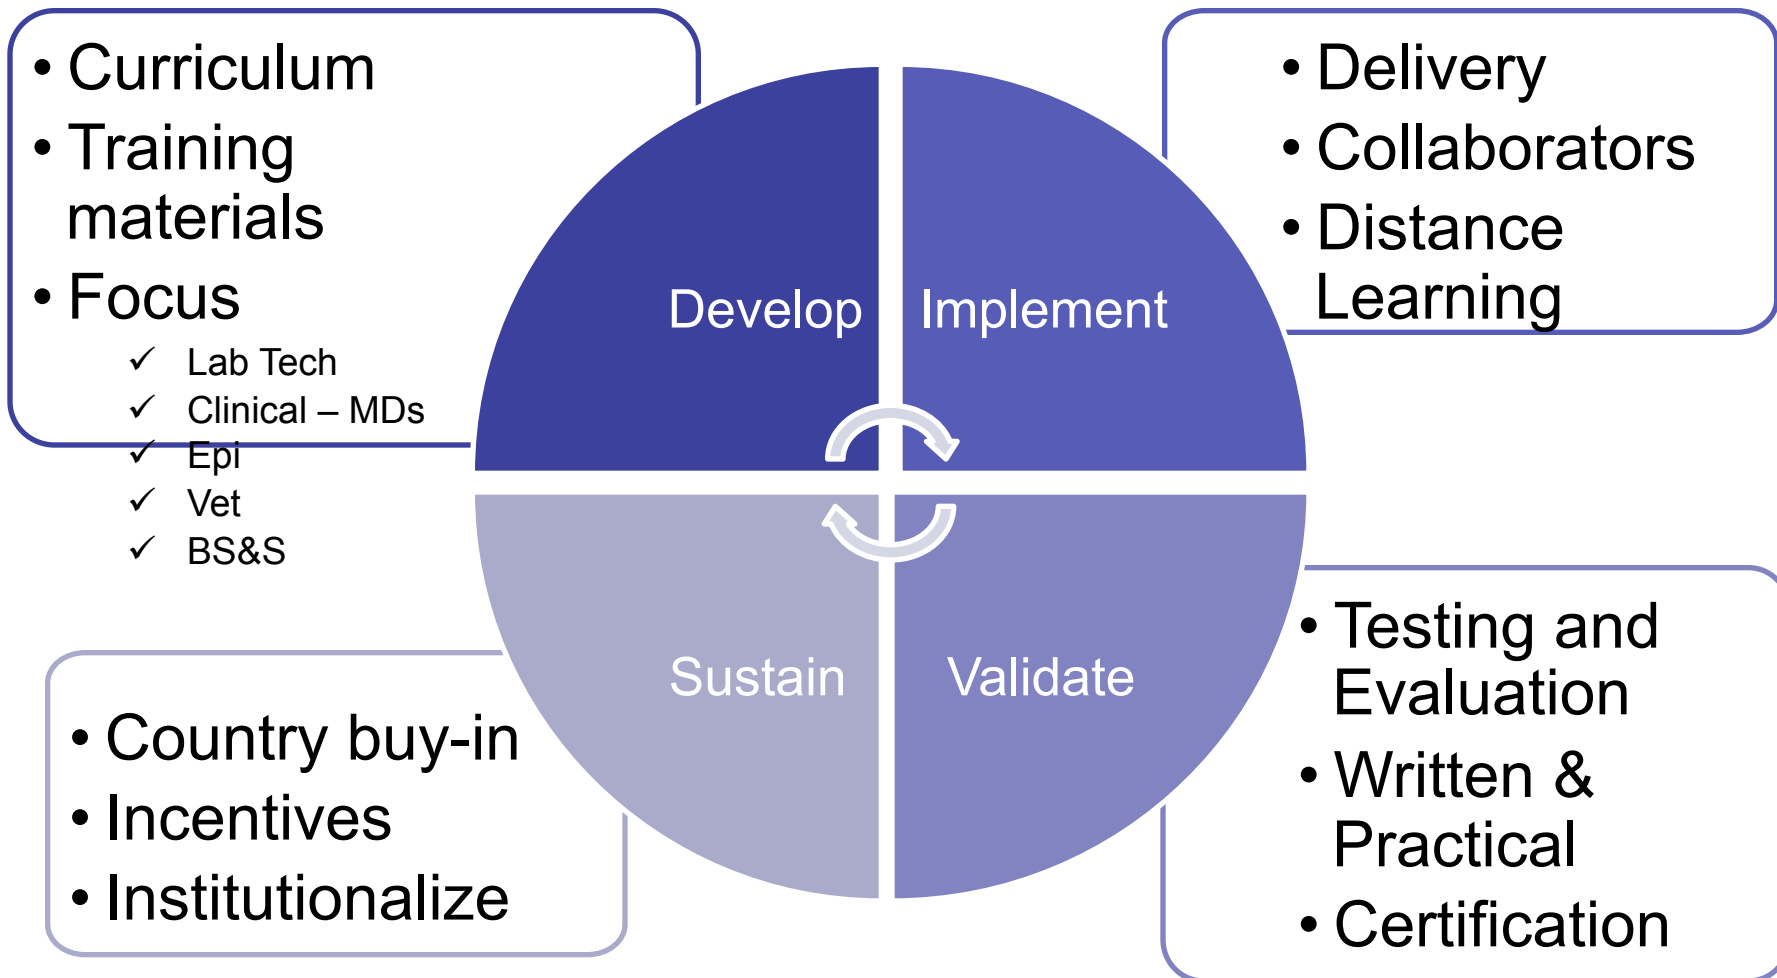 • Curriculum
• Training
materials
• Focus
✓ Lab Tech
✓ Clinical – MDs
✓ Epi
✓ Vet
✓ BS&S
Develop
Implement
• Delivery
• Collaborators
• Distance
Learning
Sustain
Validate
• Country buy-in
• Incentives
• Institutionalize
• Testing and
Evaluation
• Written &
Practical
• Certification